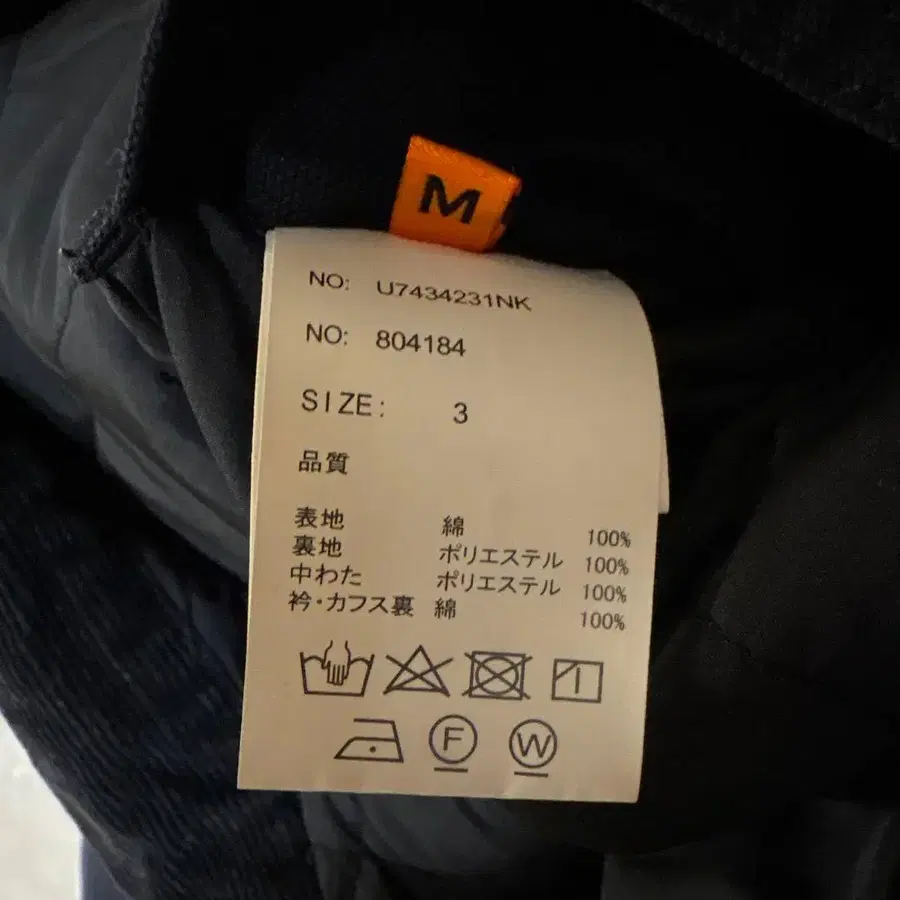 M
NO: U7434231NK
NO: 804184
SIZE: 3
品質
表地 綿 100%
裏地 ポリエステル 100%
中わた ポリエステル 100%
衿・カフス裏 綿 100%
F W